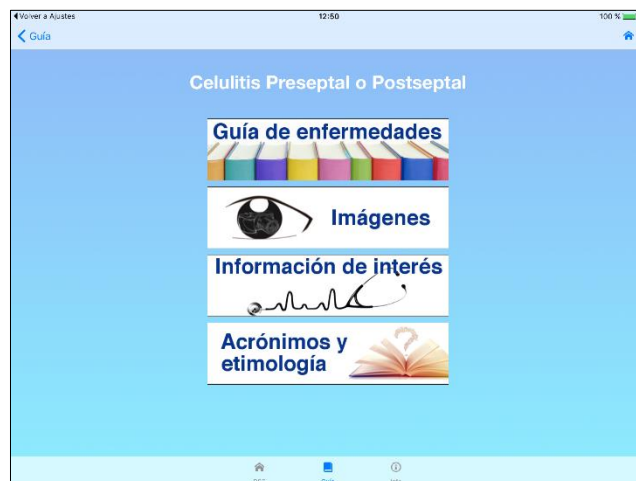 Volver a Ajustes
12:50
100 %
Guía
Celulitis Preseptal o Postseptal
Guía de enfermedades
Imágenes
Información de interés
Acrónimos y
etimología
?